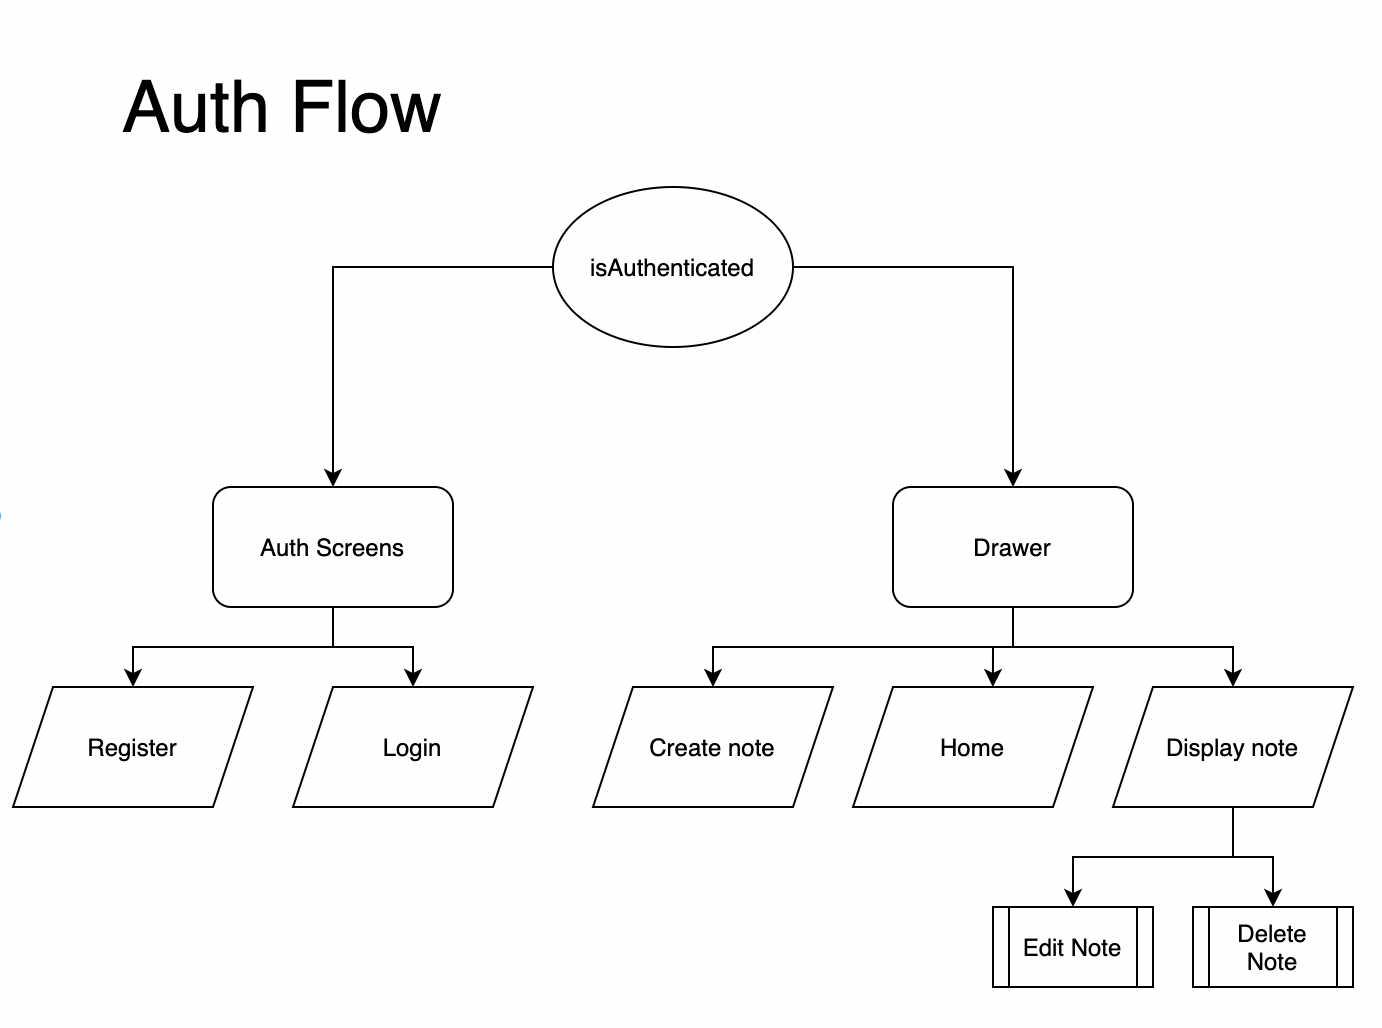 Auth Flow
isAuthenticated
Auth Screens
Drawer
Register
Login
Create note
Home
Display note
Edit Note
Delete
Note